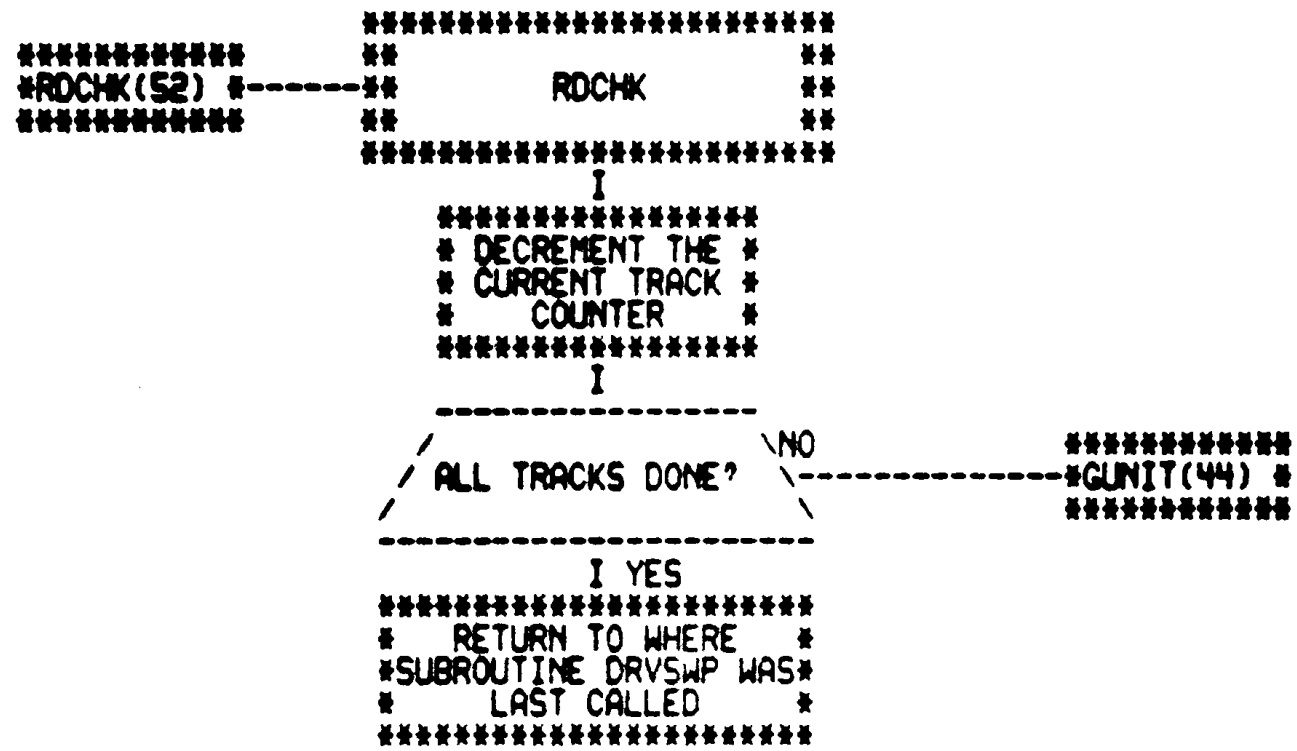 RDCHK(52)
RDCHK
DECREMENT THE
CURRENT TRACK
COUNTER
ALL TRACKS DONE?
NO
GUNIT(44)
I YES
RETURN TO WHERE
SUBROUTINE DRVSWP WAS
LAST CALLED